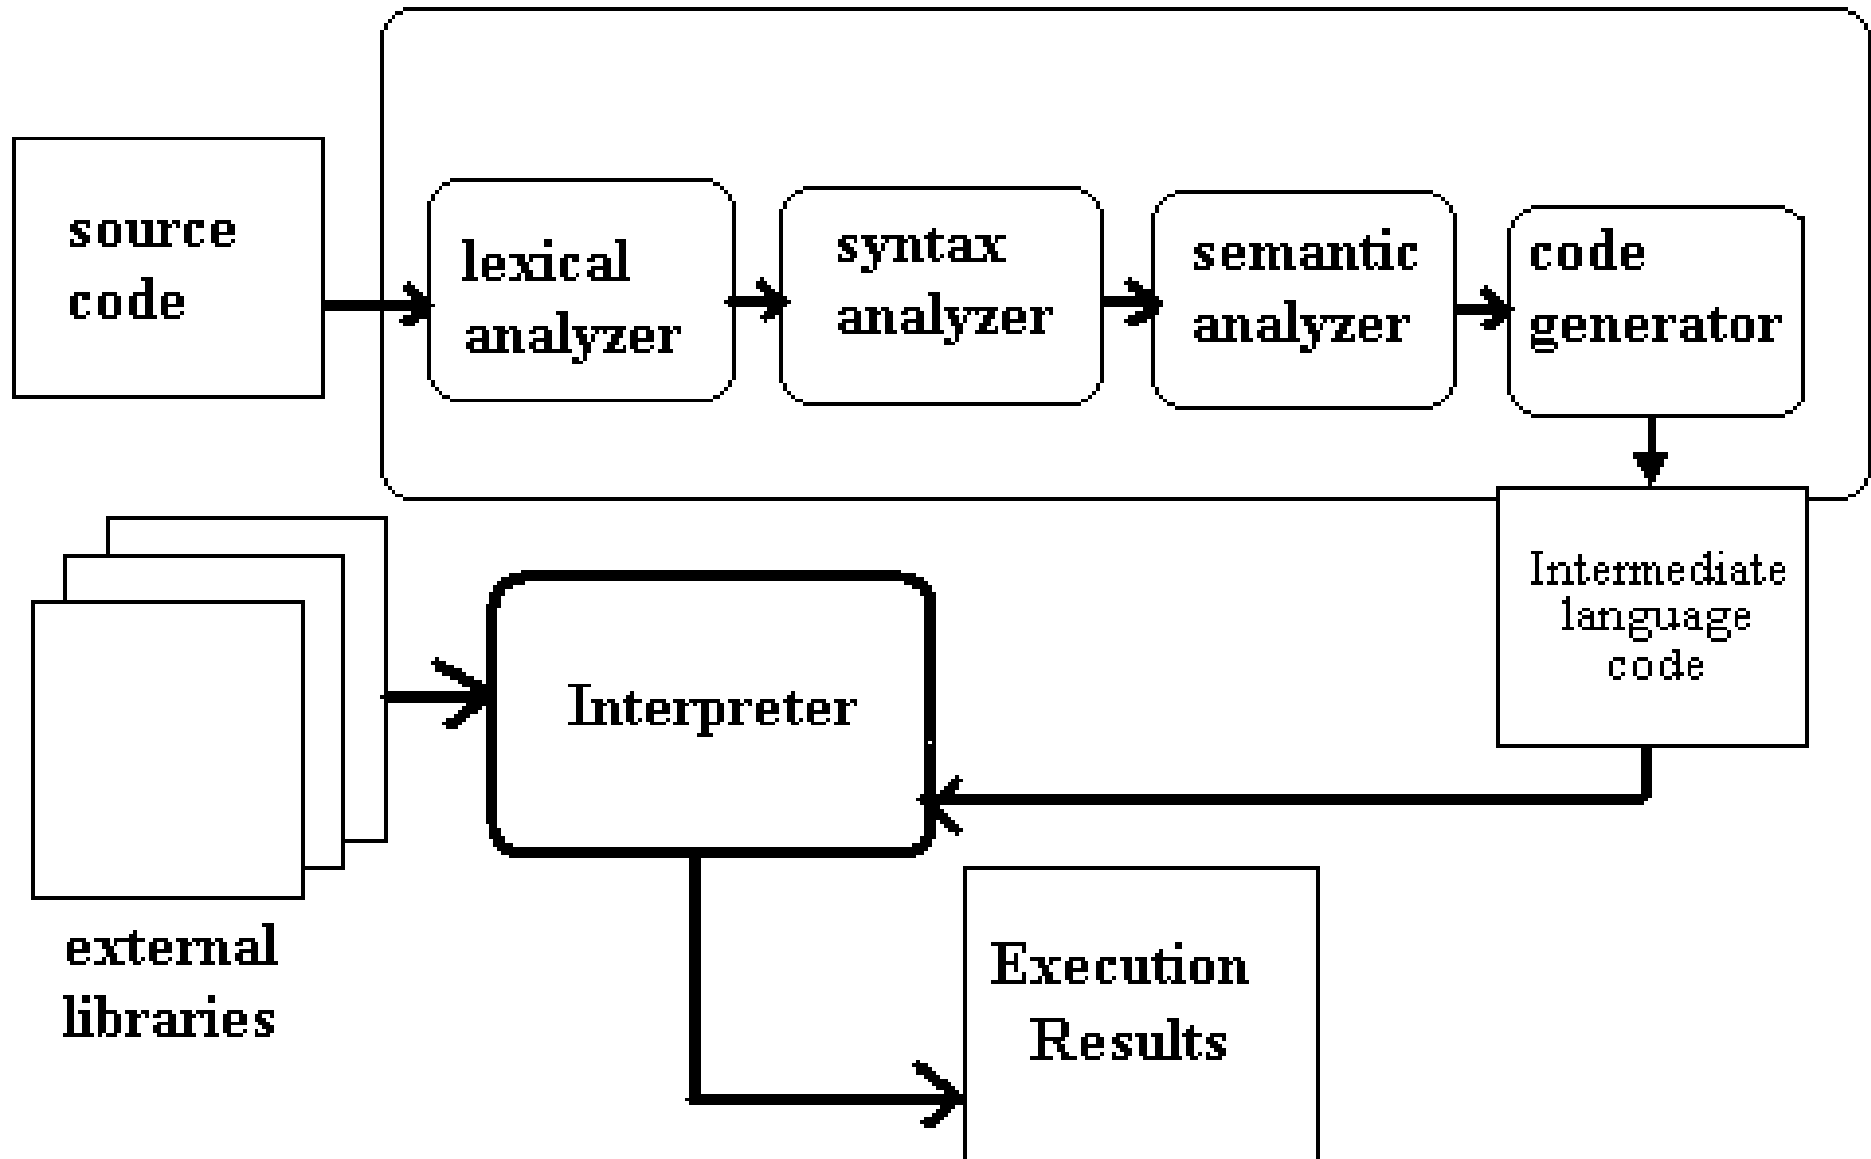 source
code
lexical
analyzer
syntax
analyzer
semantic
analyzer
code
generator
Intermediate
language
code
Interpreter
external
libraries
Execution
Results